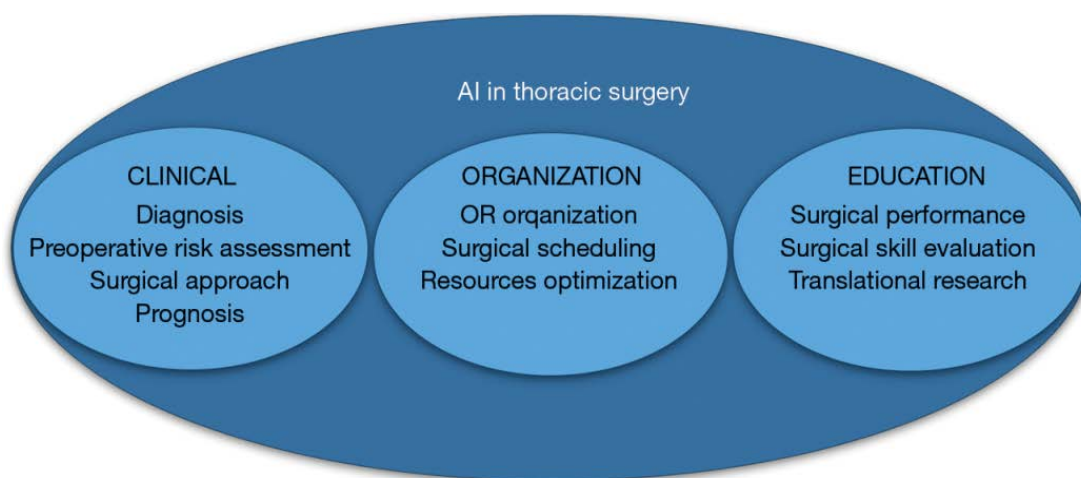 AI in thoracic surgery
CLINICAL
Diagnosis
Preoperative risk assessment
Surgical approach
Prognosis
ORGANIZATION
OR orqanization
Surgical scheduling
Resources optimization
EDUCATION
Surgical performance
Surgical skill evaluation
Translational research